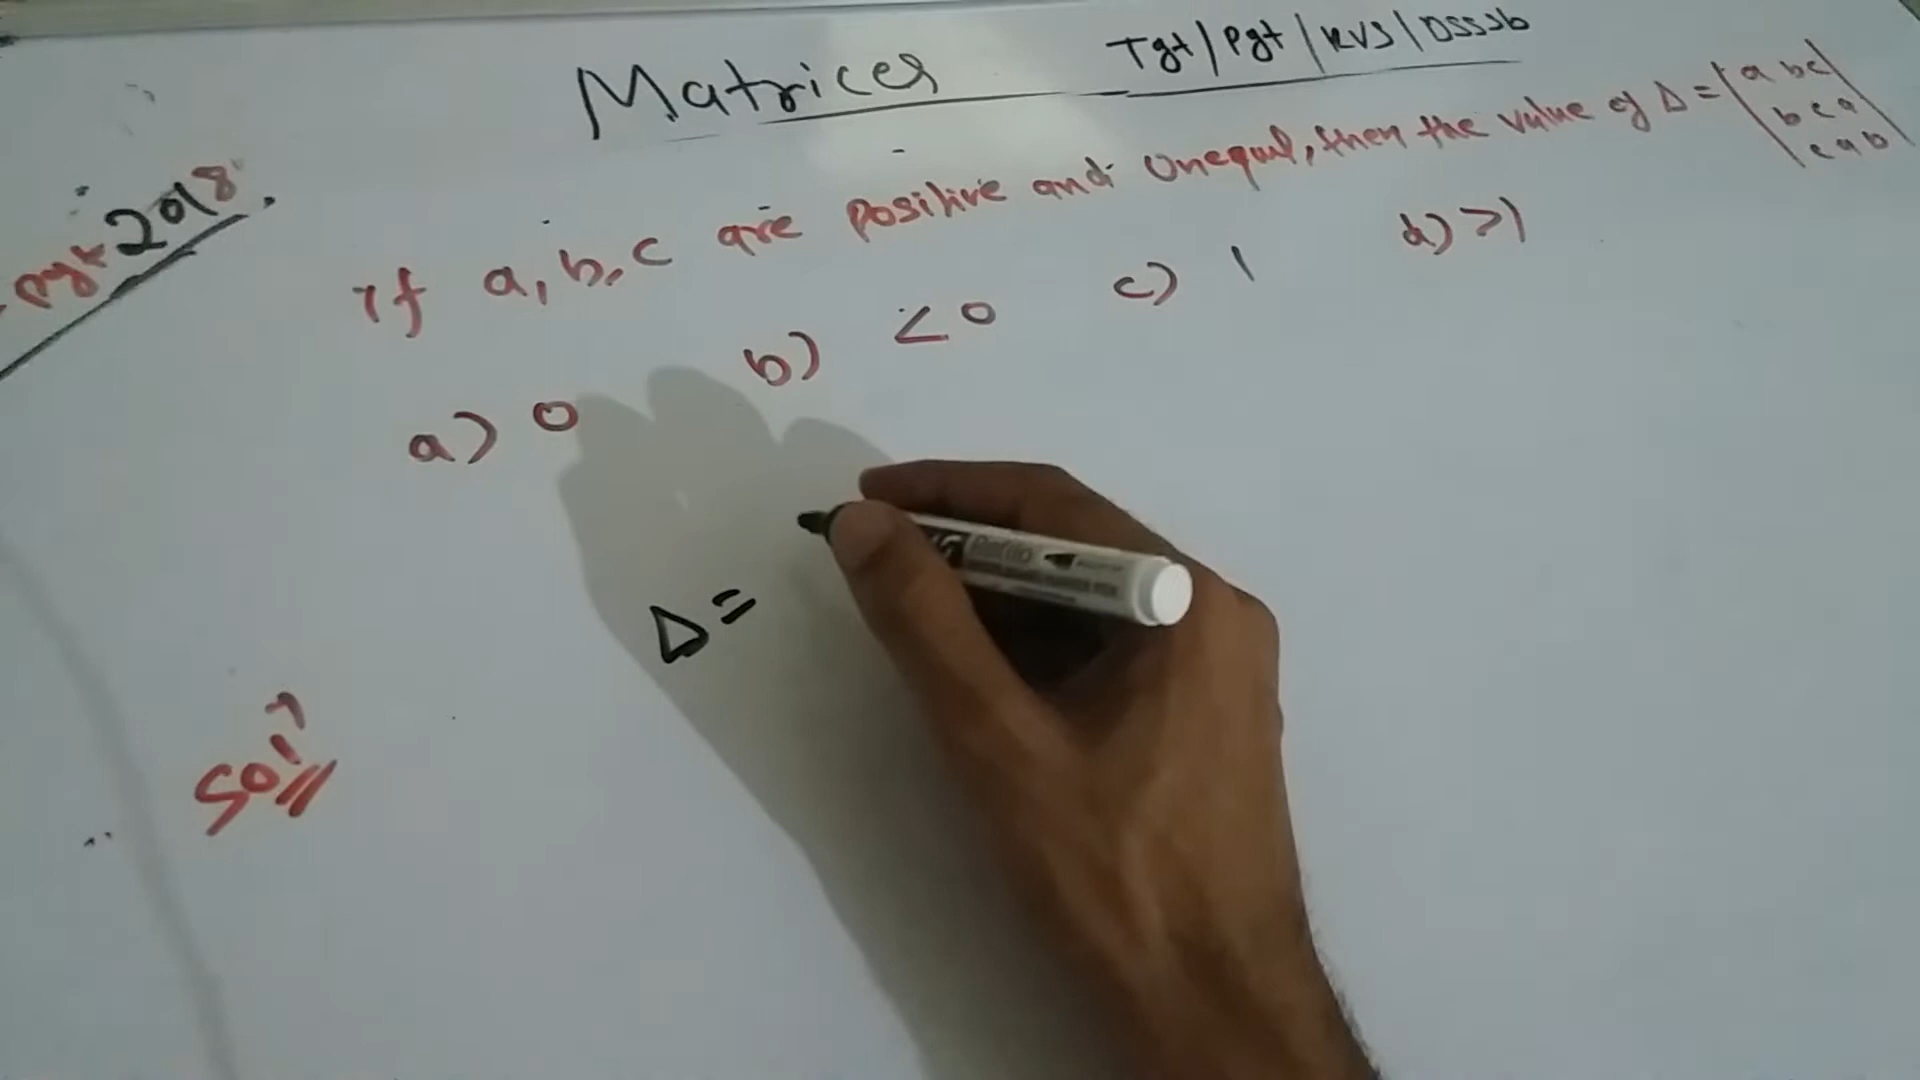 Matrices Tgt/Pgt/KVS/DSSSb
Pgt 2018
If a, b, c are positive and unequal, then the value of Δ = |a b c|
|b c a|
|c a b|
a) 0 b) <0 c) 1 d) >1
Δ =
Sol
Refillo